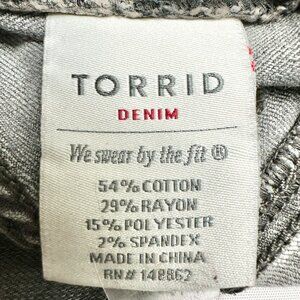 TORRID
DENIM
We swear by the fit ®
54% COTTON
29% RAYON
15% POLYESTER
2% SPANDEX
MADE IN CHINA
RN# 148862